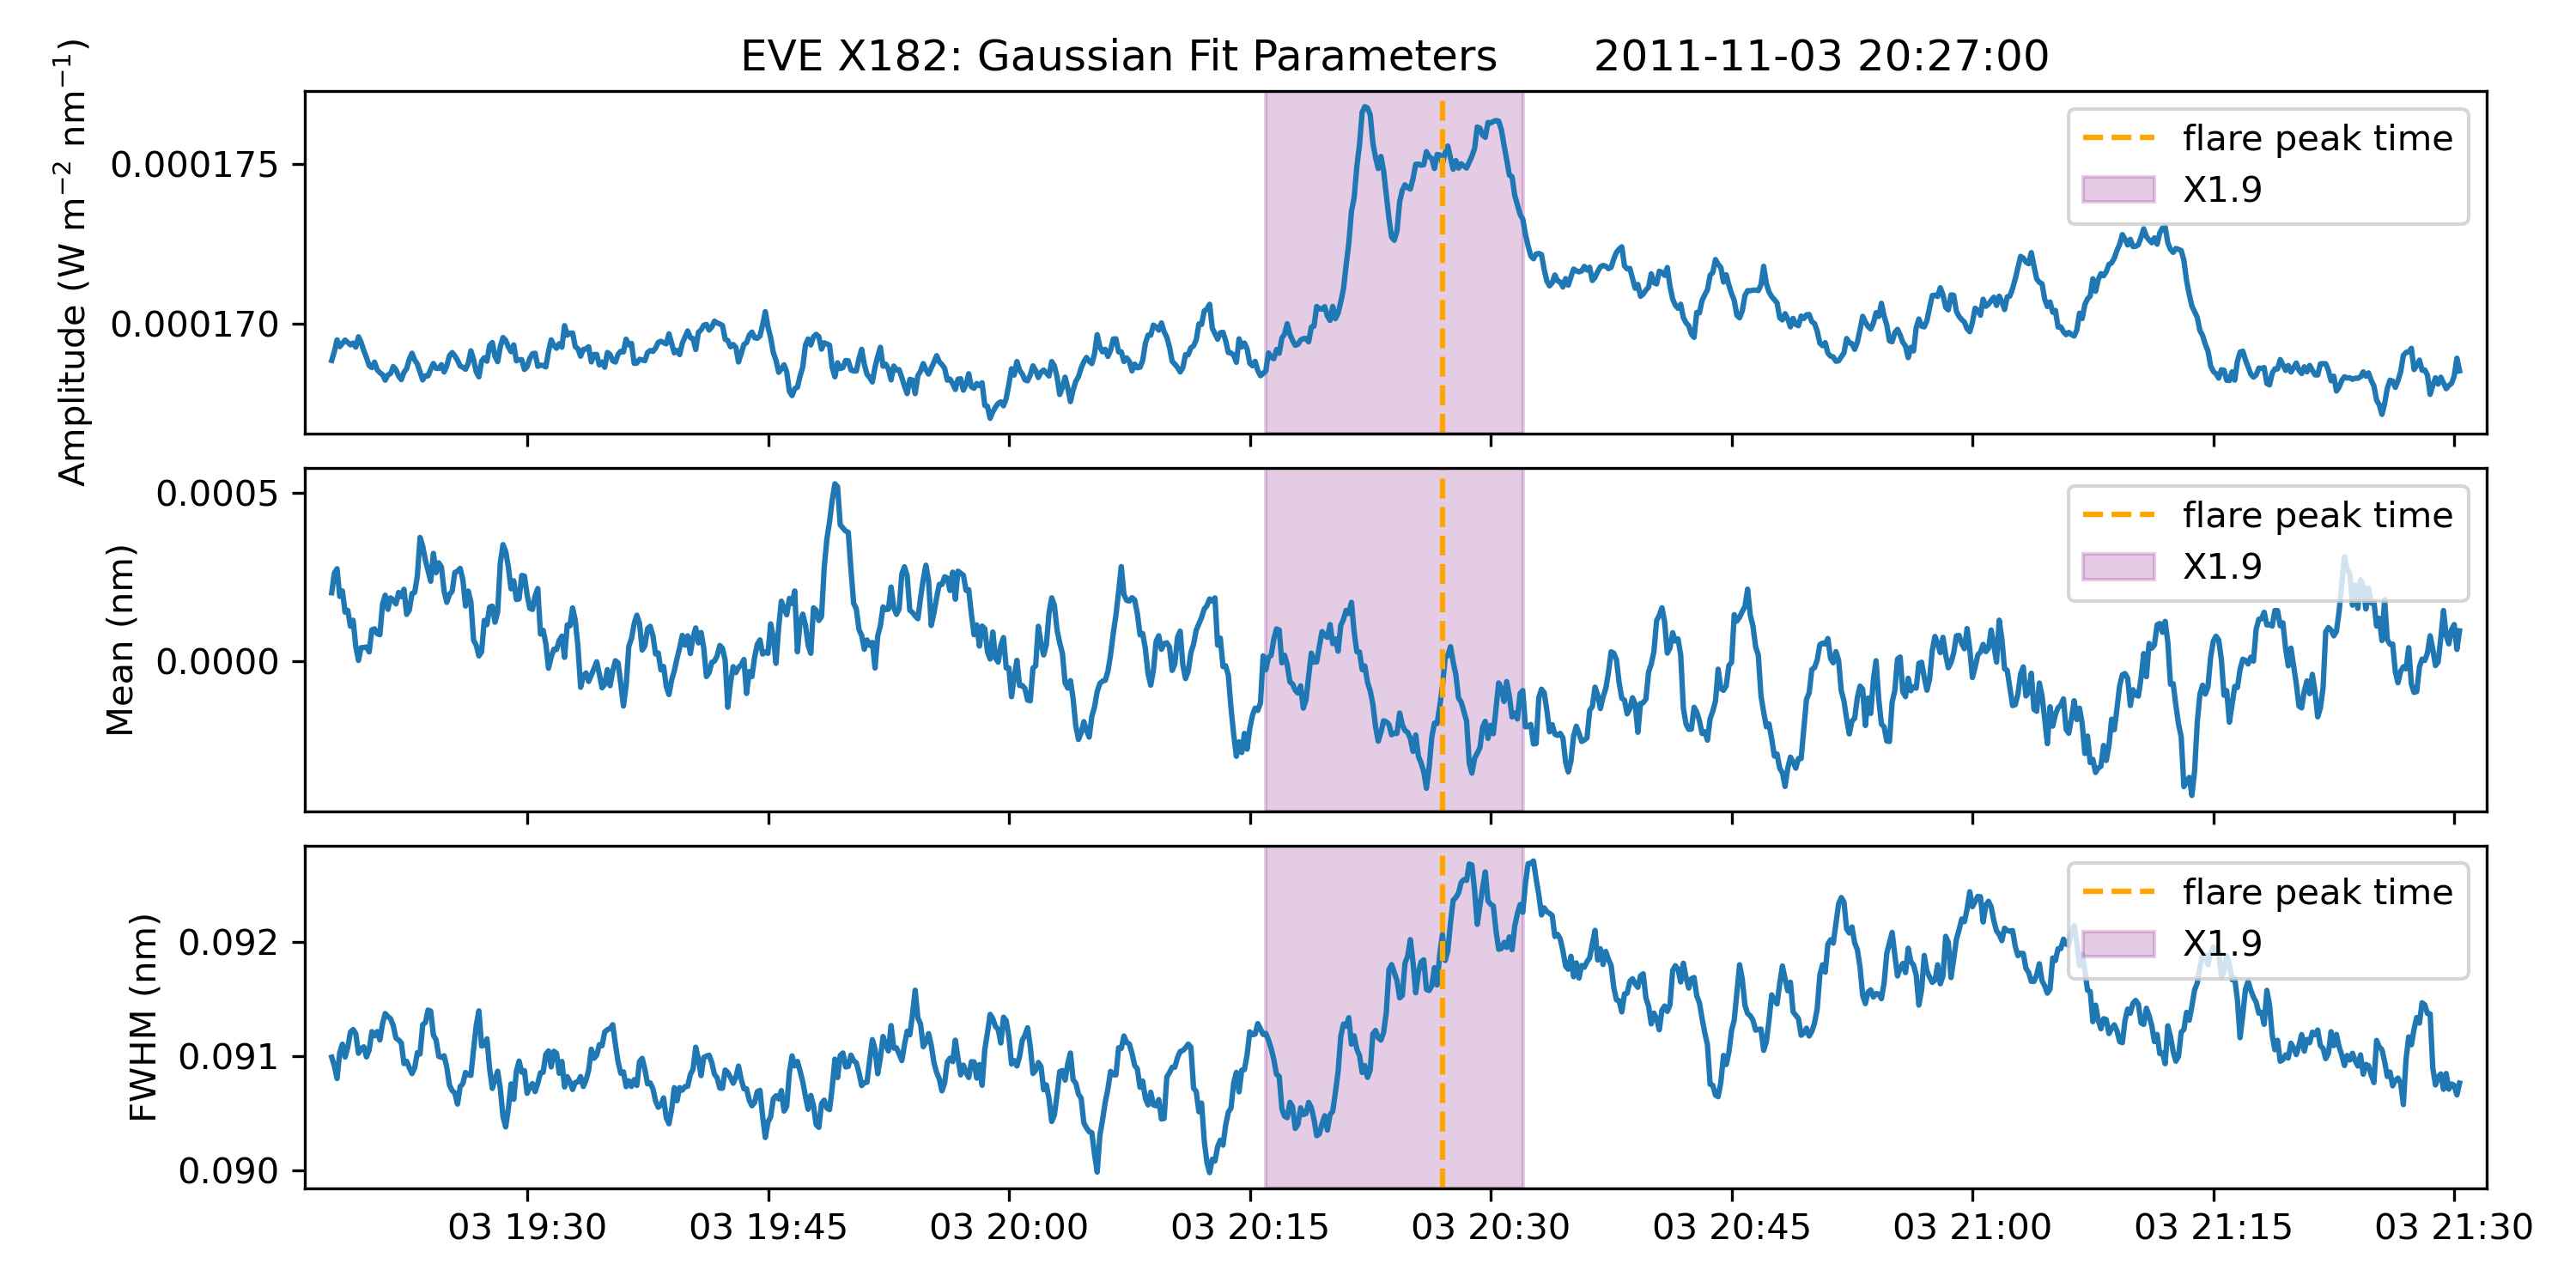 EVE X182: Gaussian Fit Parameters 2011-11-03 20:27:00
Amplitude (W m⁻² nm⁻¹)
0.000175
0.000170
flare peak time
X1.9
Mean (nm)
0.0005
0.0000
flare peak time
X1.9
FWHM (nm)
0.092
0.091
0.090
flare peak time
X1.9
03 19:30 03 19:45 03 20:00 03 20:15 03 20:30 03 20:45 03 21:00 03 21:15 03 21:30